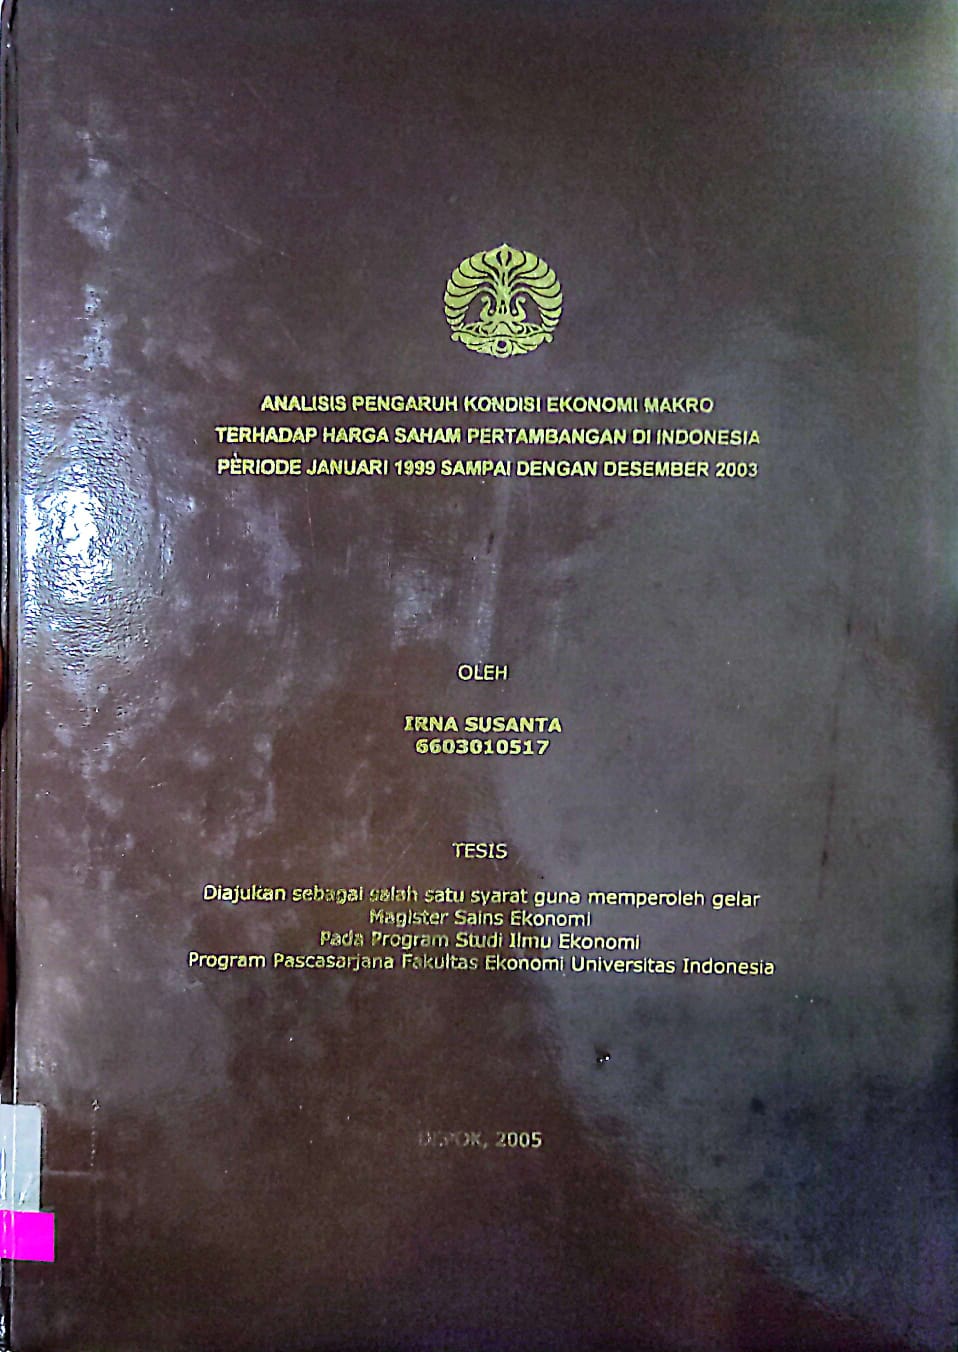 ANALISIS PENGARUH KONDISI EKONOMI MAKRO
TERHADAP HARGA SAHAM PERTAMBANGAN DI INDONESIA
PERIODE JANUARI 1999 SAMPAI DENGAN DESEMBER 2003
OLEH
IRNA SUSANTA
6603010517
TESIS
Diajukan sebagai salah satu syarat guna memperoleh gelar
Magister Sains Ekonomi
Pada Program Studi Ilmu Ekonomi
Program Pascasarjana Fakultas Ekonomi Universitas Indonesia
DEPOK, 2005